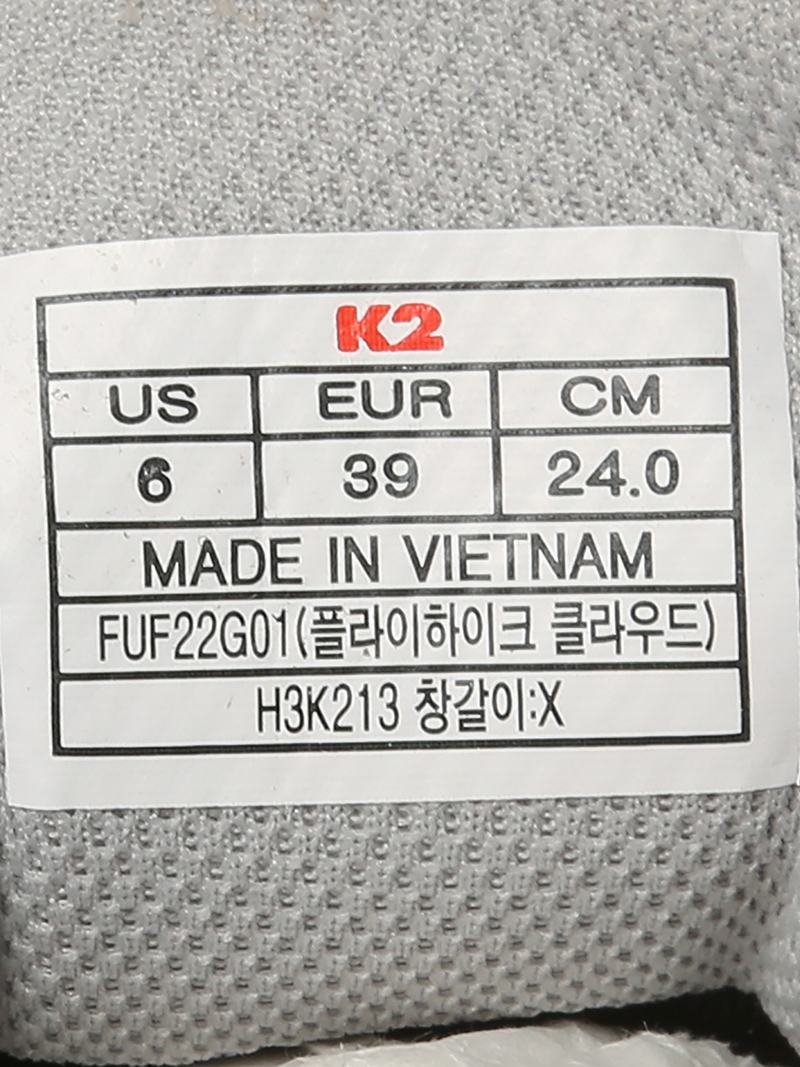 K2
US EUR CM
6 39 24.0
MADE IN VIETNAM
FUF22G01(플라이하이크 클라우드)
H3K213 창갈이:X